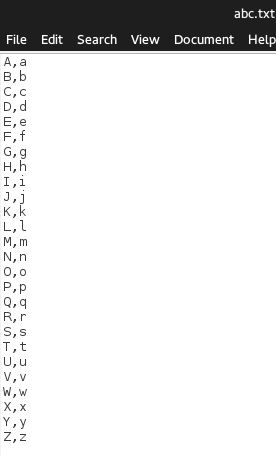 abc.txt
File Edit Search View Document Help
A,a
B,b
C,c
D,d
E,e
F,f
G,g
H,h
I,i
J,j
K,k
L,l
M,m
N,n
O,o
P,p
Q,q
R,r
S,s
T,t
U,u
V,v
W,w
X,x
Y,y
Z,z